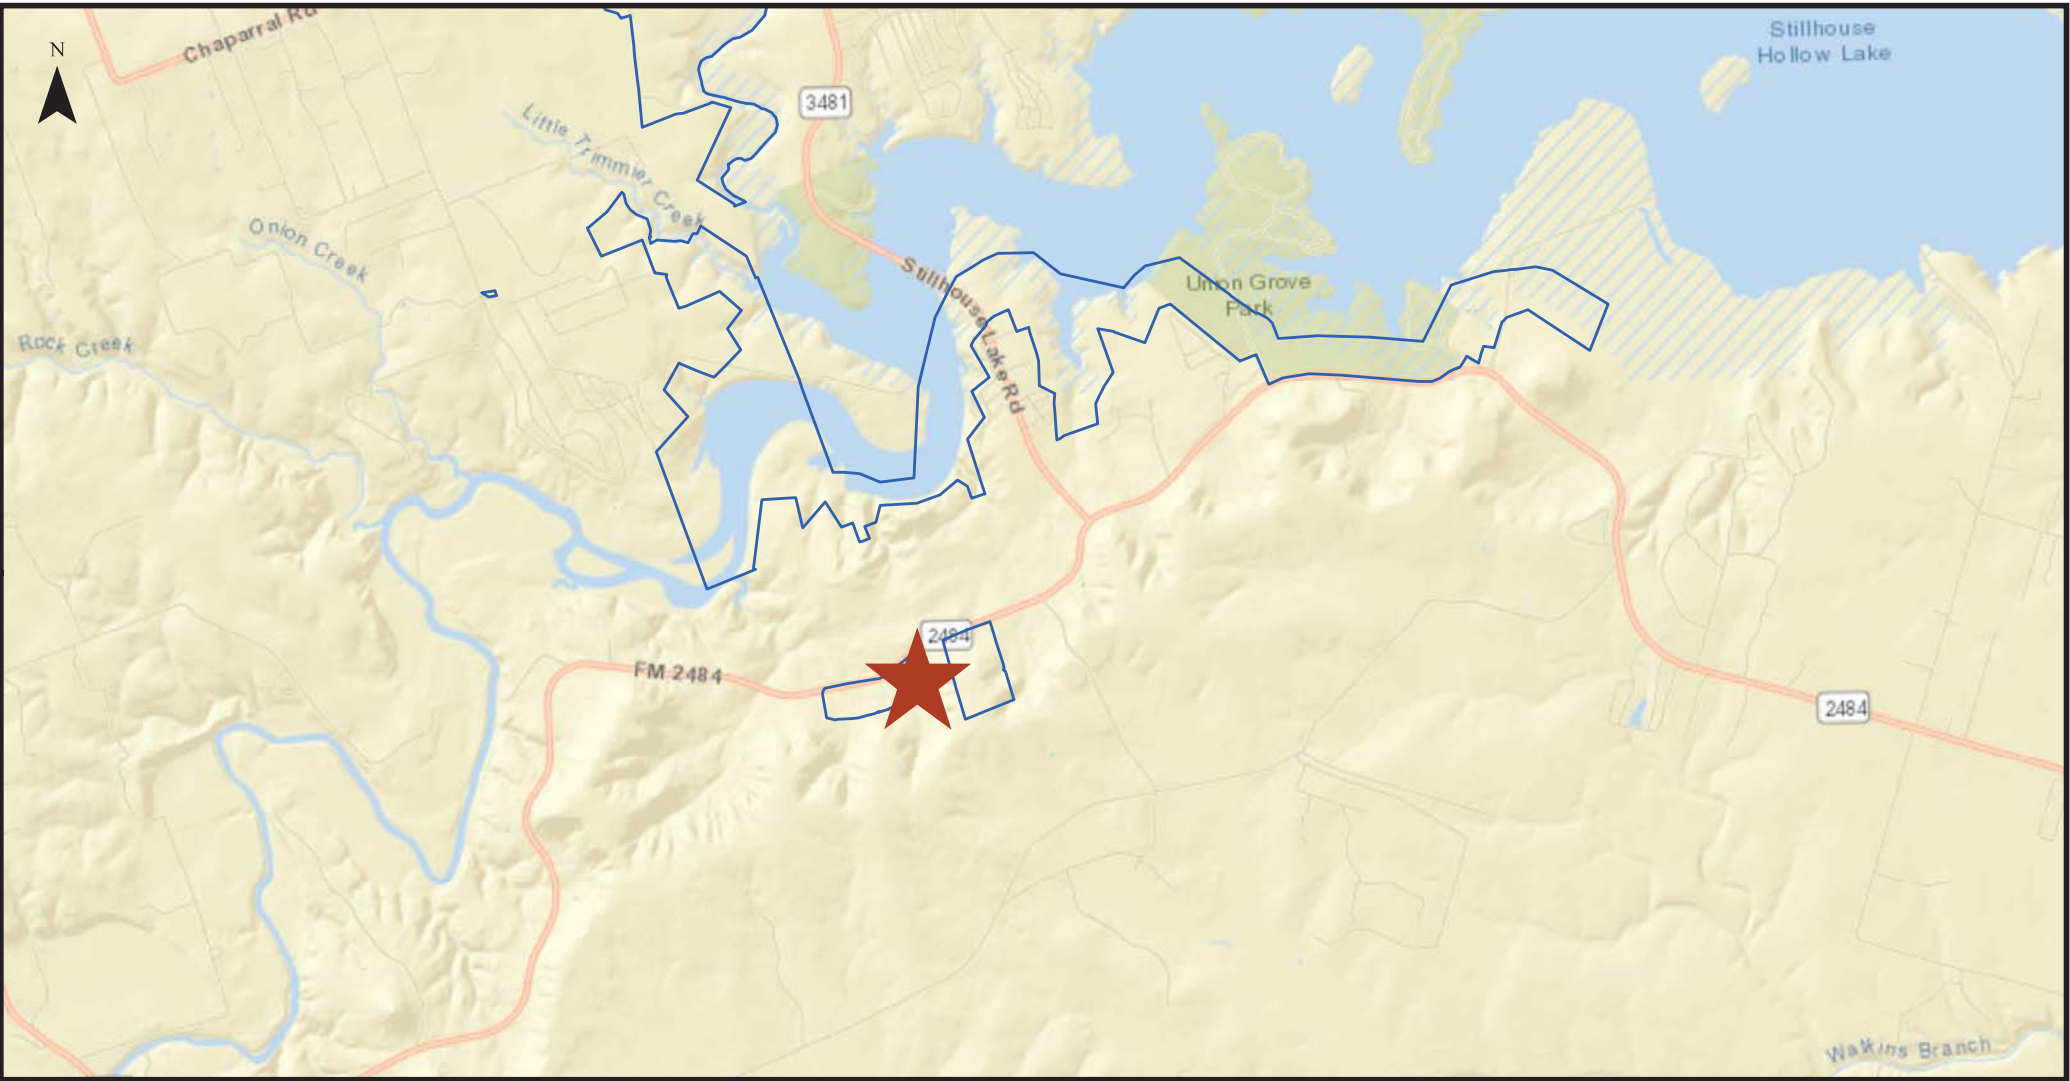 Chaparral Rd
Stillhouse
Hollow Lake
N
3481
Little Trimmier Creek
Onion Creek
Stillhouse Lake Rd
Union Grove
Park
Rock Creek
2484
FM 2484
2484
Watkins Branch